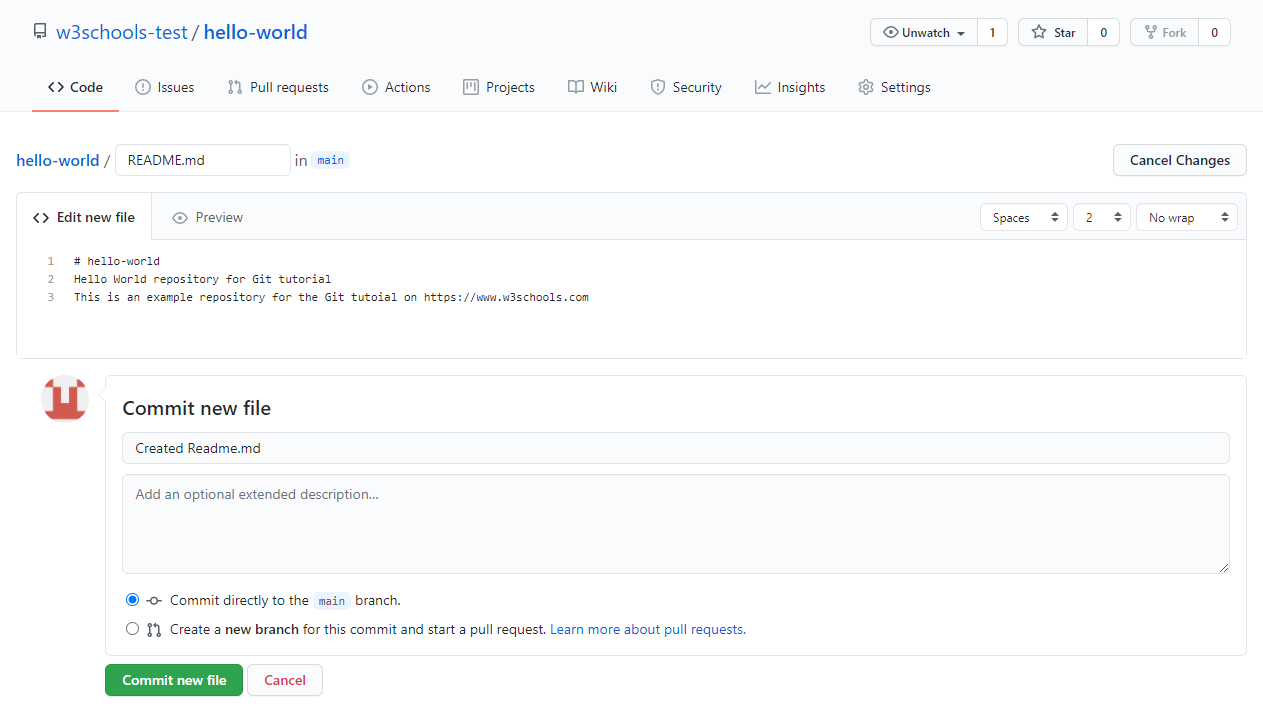 w3schools-test / hello-world
Unwatch 1 Star 0 Fork 0
Code Issues Pull requests Actions Projects Wiki Security Insights Settings
hello-world / README.md in main Cancel Changes
Edit new file Preview Spaces 2 No wrap
1 # hello-world
2 Hello World repository for Git tutorial
3 This is an example repository for the Git tutoial on https://www.w3schools.com
Commit new file
Created Readme.md
Add an optional extended description...
Commit directly to the main branch.
Create a new branch for this commit and start a pull request. Learn more about pull requests.
Commit new file Cancel